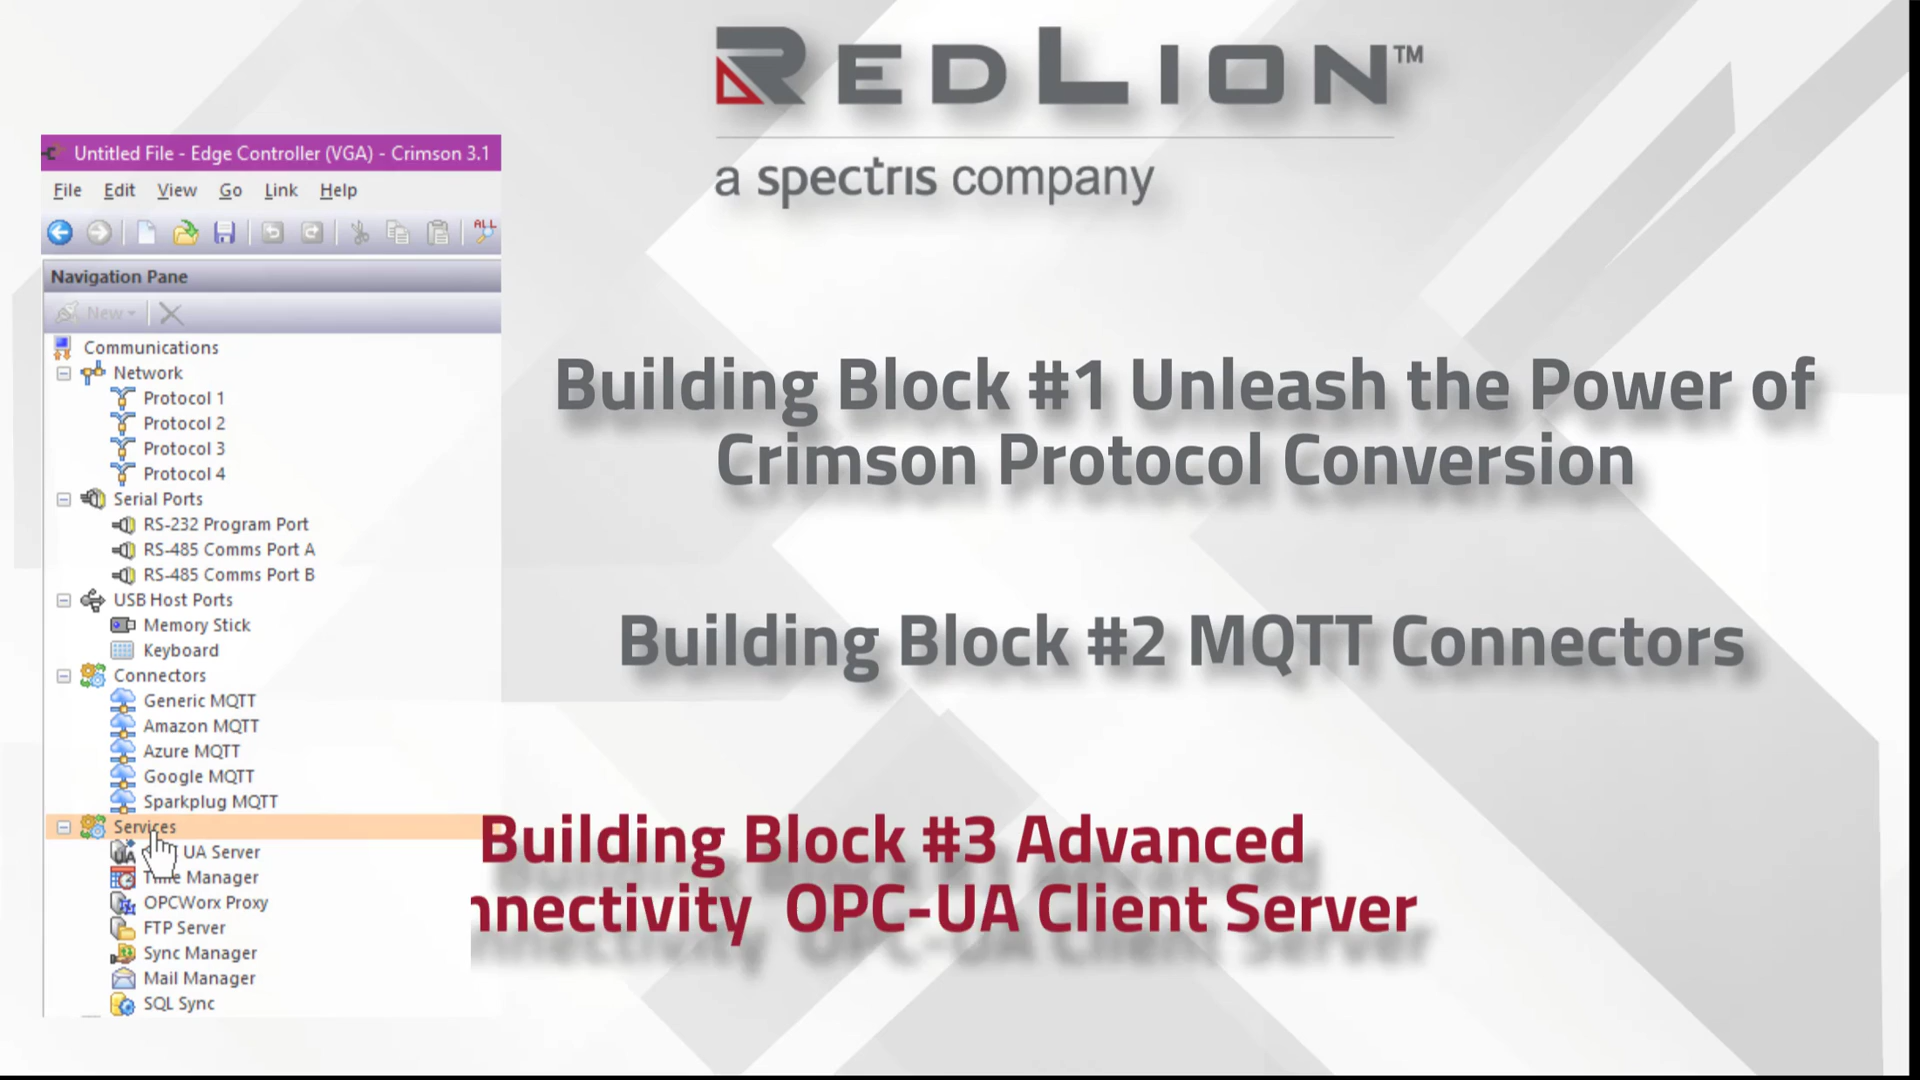 REDLION™
a spectris company
Untitled File - Edge Controller (VGA) - Crimson 3.1
File Edit View Go Link Help
ALL
Navigation Pane
New
Communications
Network
Protocol 1
Protocol 2
Protocol 3
Protocol 4
Serial Ports
RS-232 Program Port
RS-485 Comms Port A
RS-485 Comms Port B
USB Host Ports
Memory Stick
Keyboard
Connectors
Generic MQTT
Amazon MQTT
Azure MQTT
Google MQTT
Sparkplug MQTT
Services
UA Server
Time Manager
OPCWorx Proxy
FTP Server
Sync Manager
Mail Manager
SQL Sync
Building Block #1 Unleash the Power of
Crimson Protocol Conversion
Building Block #2 MQTT Connectors
Building Block #3 Advanced
nnectivity OPC-UA Client Server